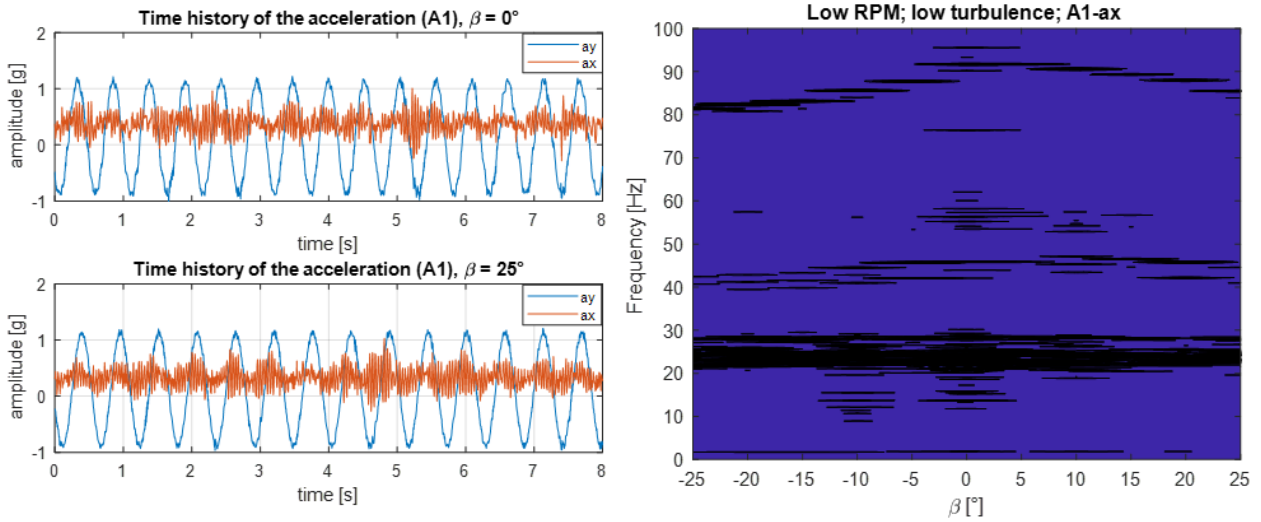 Time history of the acceleration (A1), β = 0°
2
1
0
-1
amplitude [g]
ay
ax
0 1 2 3 4 5 6 7 8
time [s]
Time history of the acceleration (A1), β = 25°
2
1
0
-1
amplitude [g]
ay
ax
0 1 2 3 4 5 6 7 8
time [s]
Low RPM; low turbulence; A1-ax
100
90
80
70
60
50
40
30
20
10
0
Frequency [Hz]
-25 -20 -15 -10 -5 0 5 10 15 20 25
β [°]